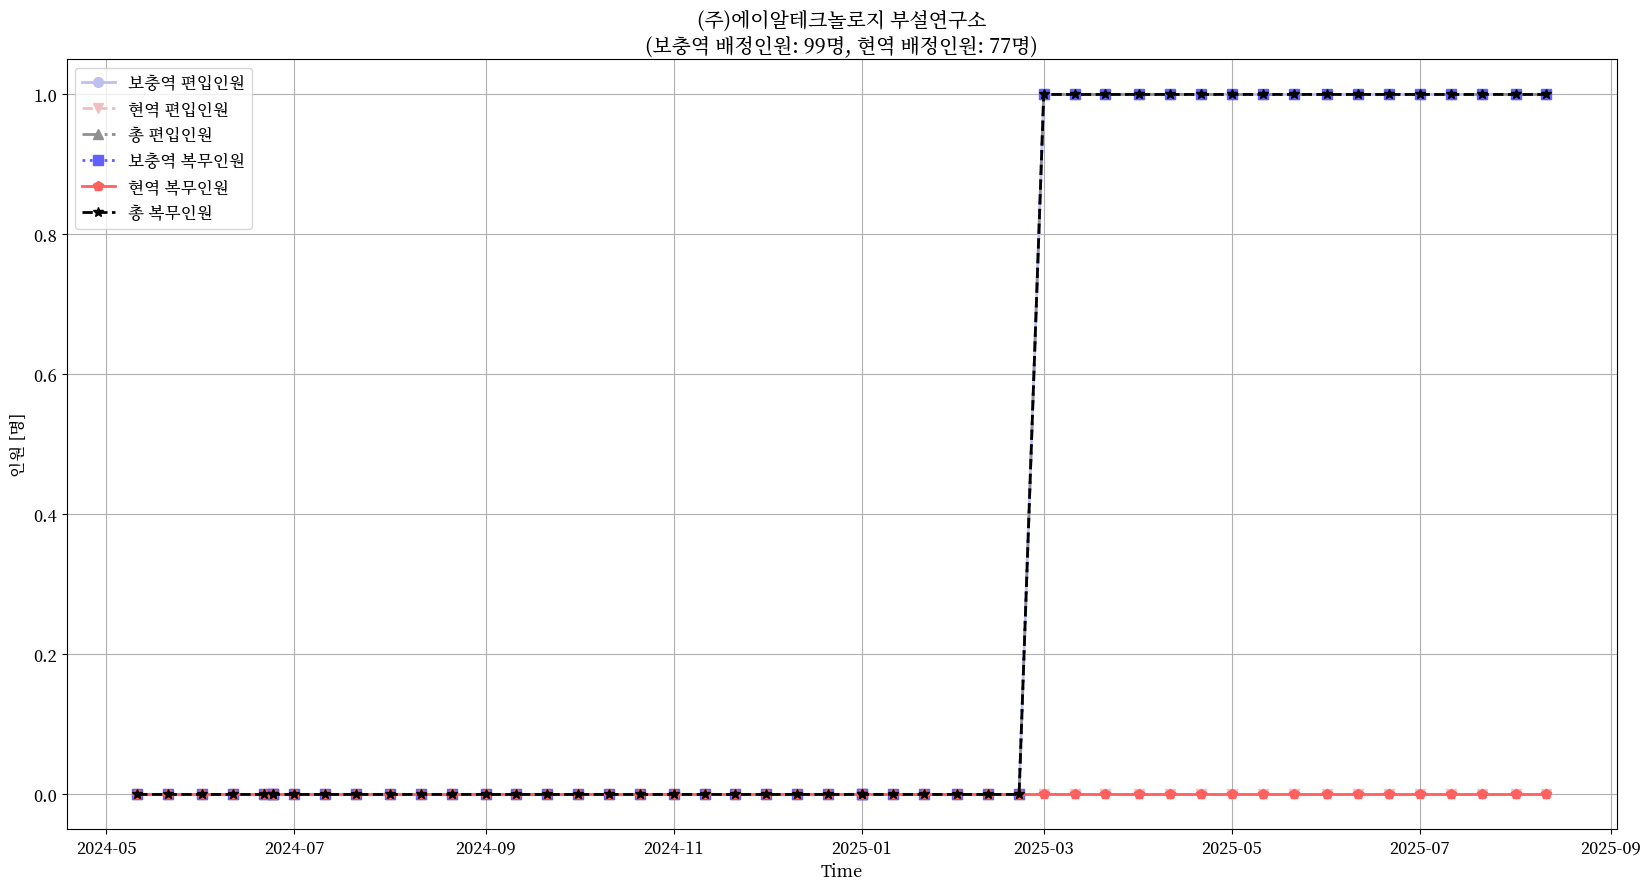 (주)에이알테크놀로지 부설연구소
(보충역 배정인원: 99명, 현역 배정인원: 77명)
보충역 편입인원
현역 편입인원
총 편입인원
보충역 복무인원
현역 복무인원
총 복무인원
1.0
0.8
0.6
0.4
0.2
0.0
인원 [명]
2024-05
2024-07
2024-09
2024-11
2025-01
2025-03
2025-05
2025-07
2025-09
Time